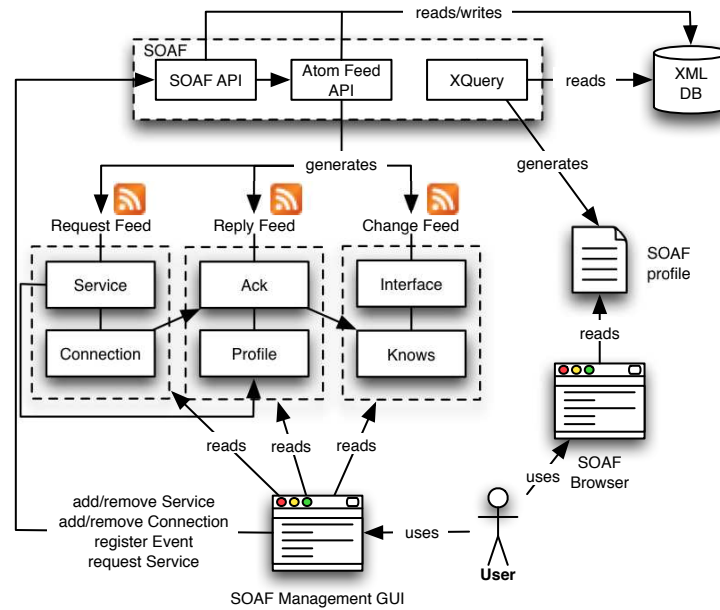 reads/writes
SOAF
SOAF API
Atom Feed
API
XQuery
reads
XML
DB
generates
generates
Request Feed
Reply Feed
Change Feed
SOAF
profile
Service
Ack
Interface
Connection
Profile
Knows
reads
reads
reads
reads
SOAF
Browser
uses
add/remove Service
add/remove Connection
register Event
request Service
uses
User
SOAF Management GUI